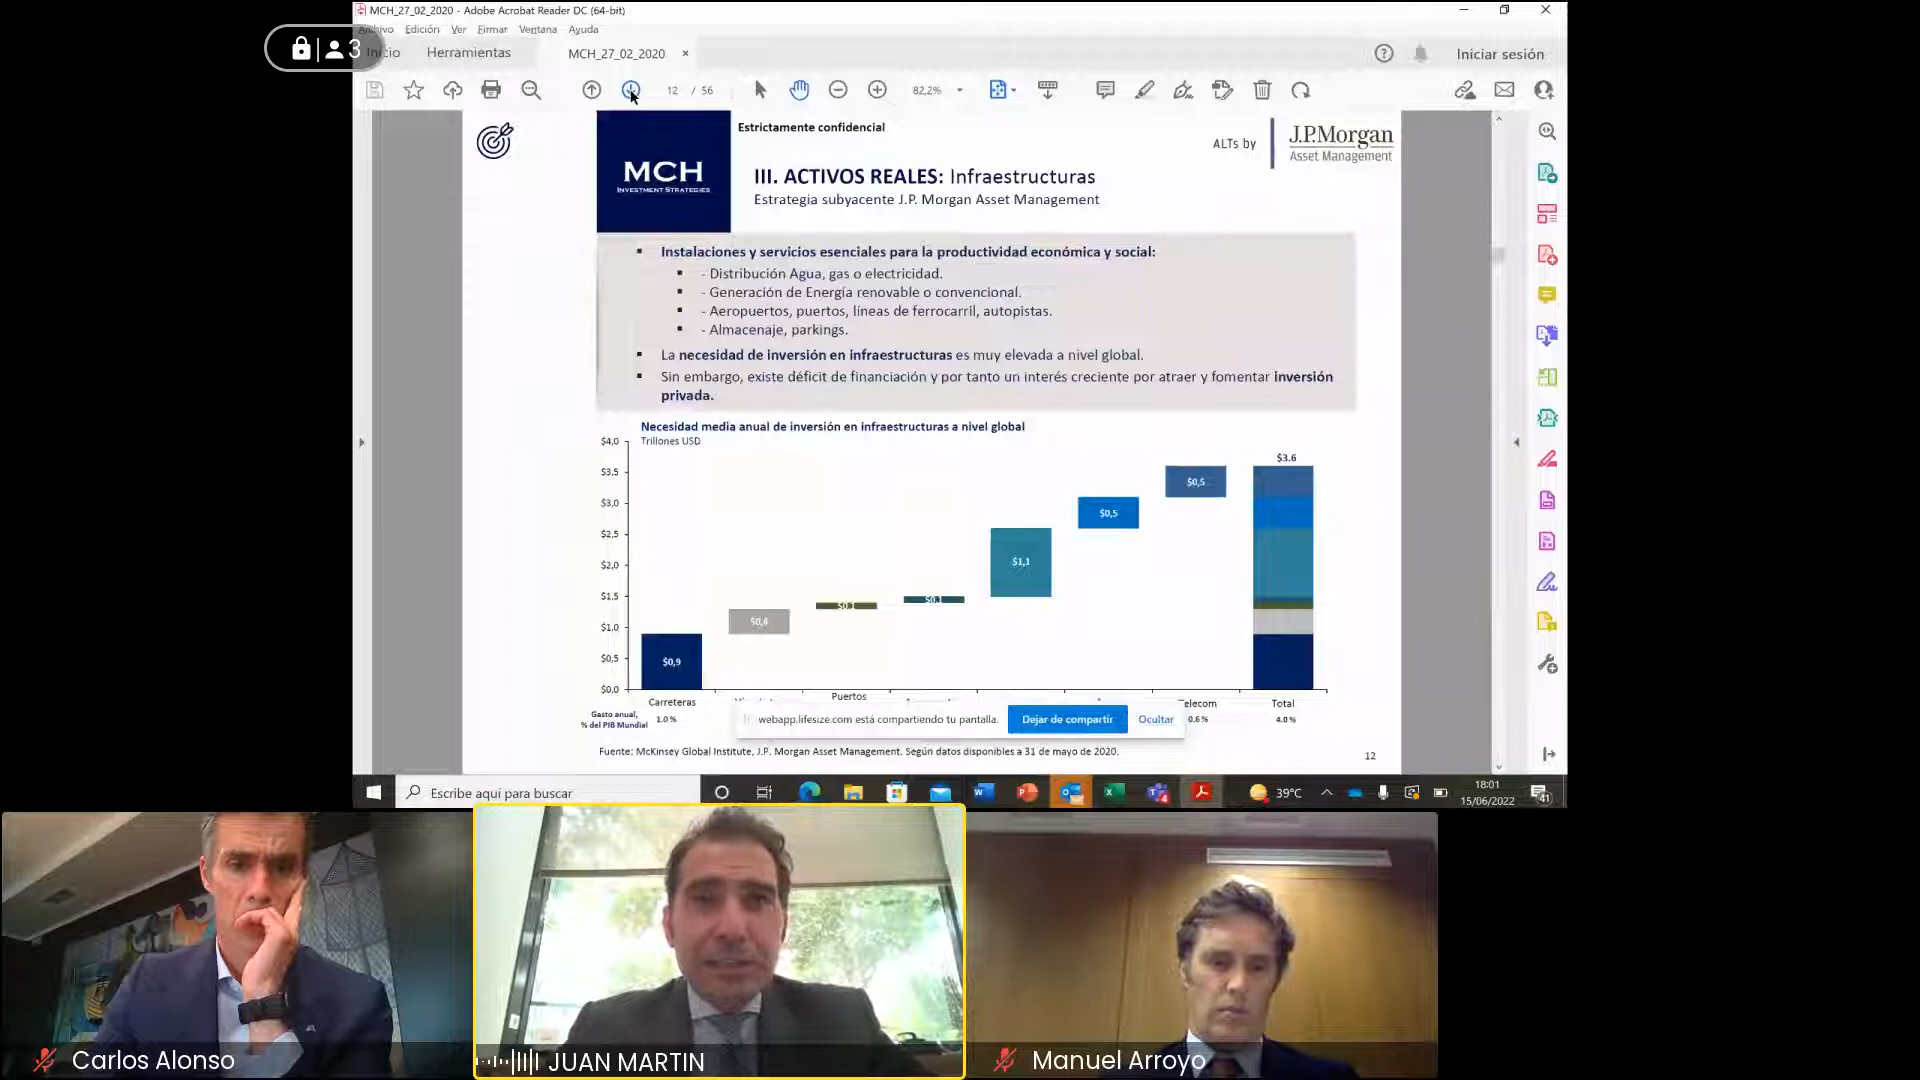 MCH_27_02_2020 - Adobe Acrobat Reader DC (64-bit)
Archivo Edición Ver Firmar Ventana Ayuda
3
Herramientas
MCH_27_02_2020 ×
Iniciar sesión
12 / 56
82,2%
Estrictamente confidencial
MCH
INVESTMENT STRATEGIES
ALTs by
J.P.Morgan
Asset Management
III. ACTIVOS REALES: Infraestructuras
Estrategia subyacente J.P. Morgan Asset Management
Instalaciones y servicios esenciales para la productividad económica y social:
- Distribución Agua, gas o electricidad.
- Generación de Energía renovable o convencional.
- Aeropuertos, puertos, líneas de ferrocarril, autopistas.
- Almacenaje, parkings.
La necesidad de inversión en infraestructuras es muy elevada a nivel global.
Sin embargo, existe déficit de financiación y por tanto un interés creciente por atraer y fomentar inversión
privada.
Necesidad media anual de inversión en infraestructuras a nivel global
Trillones USD
$4,0
$3,5
$3,0
$2,5
$2,0
$1,5
$1,0
$0,5
$0,0
$0,9
$0,4
$0,1
$0,1
$1,1
$0,5
$0,5
$3.6
Carreteras
Puertos
Telecom
Total
Gasto anual,
% del PIB Mundial
1.0 %
0.6 %
4.0 %
webapp.lifesize.com está compartiendo tu pantalla.
Dejar de compartir
Ocultar
Fuente: McKinsey Global Institute, J.P. Morgan Asset Management. Según datos disponibles a 31 de mayo de 2020.
12
Escribe aquí para buscar
39°C
18:01
15/06/2022
41
Carlos Alonso
JUAN MARTIN
Manuel Arroyo